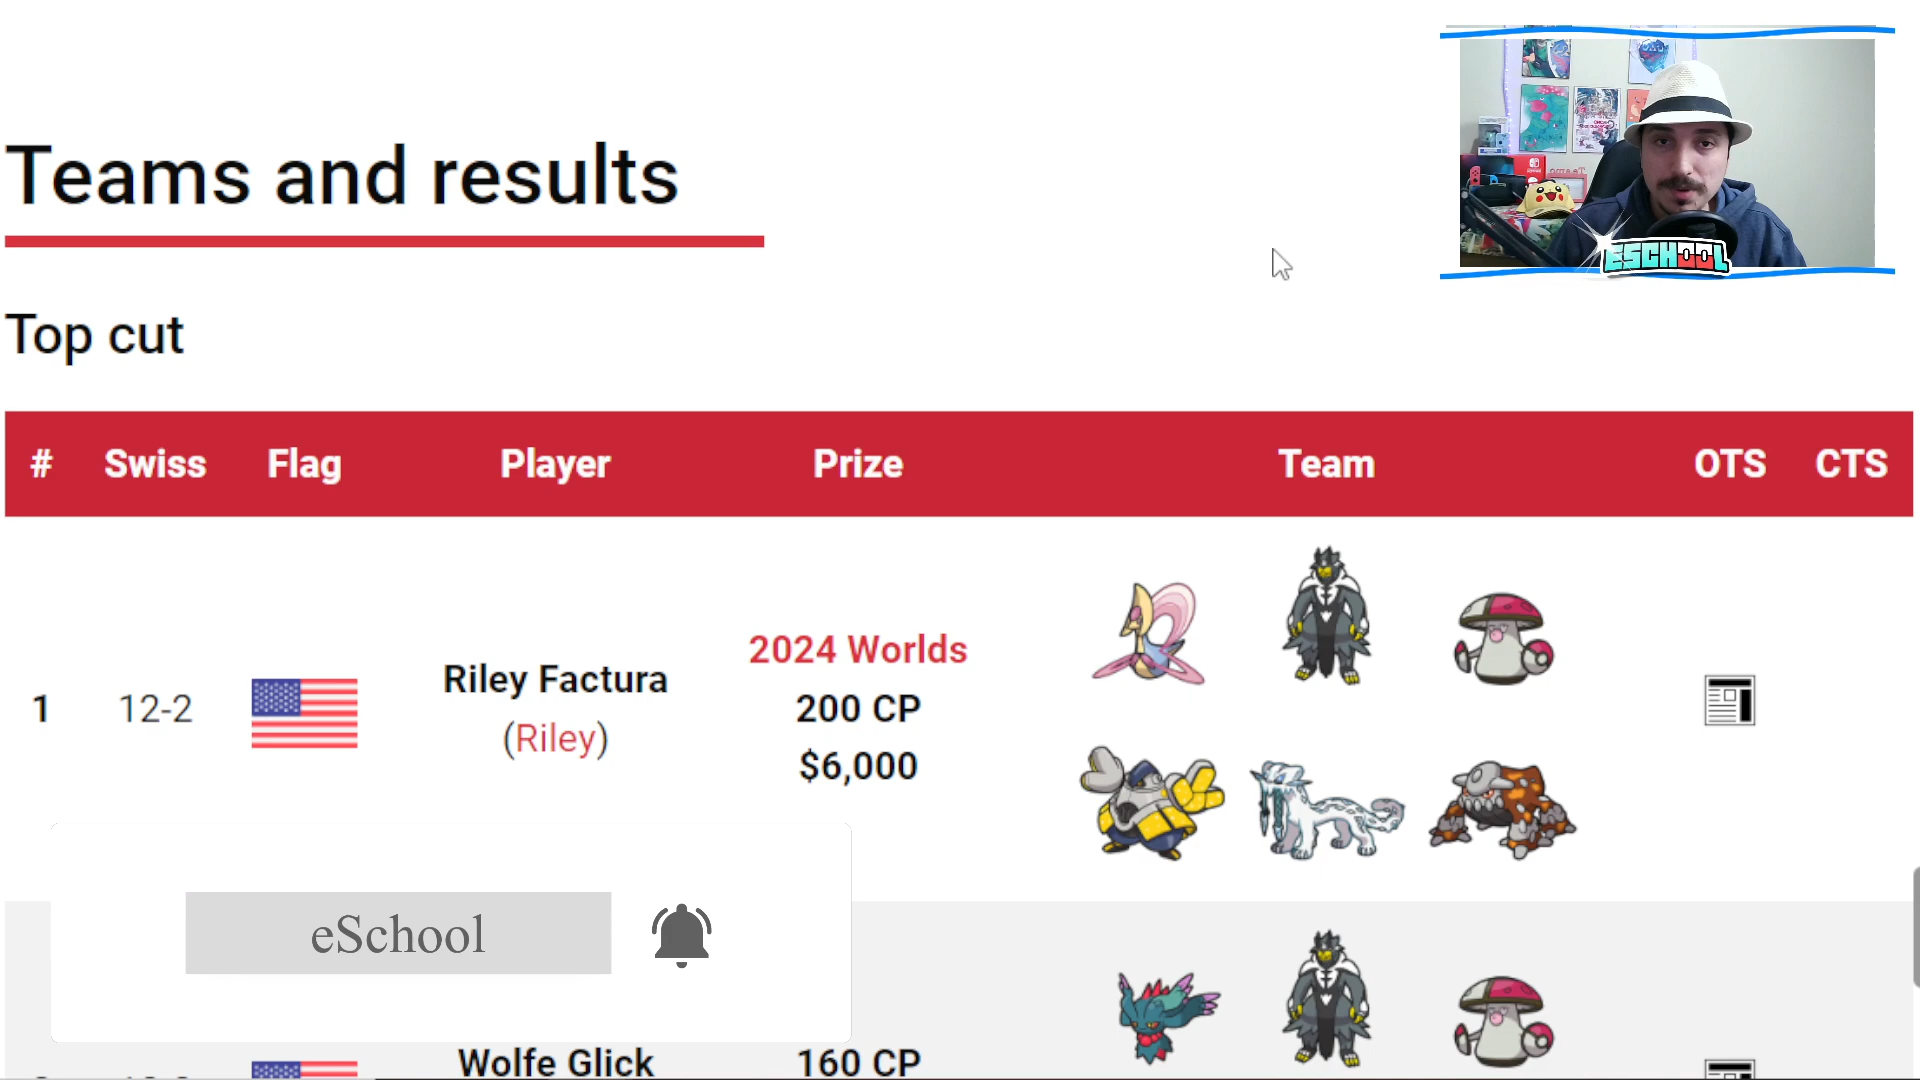 ESCHOOL
Teams and results
Top cut
# Swiss Flag Player Prize Team OTS CTS
1 12-2 Riley Factura (Riley) 2024 Worlds 200 CP $6,000
eSchool
Wolfe Glick 160 CP